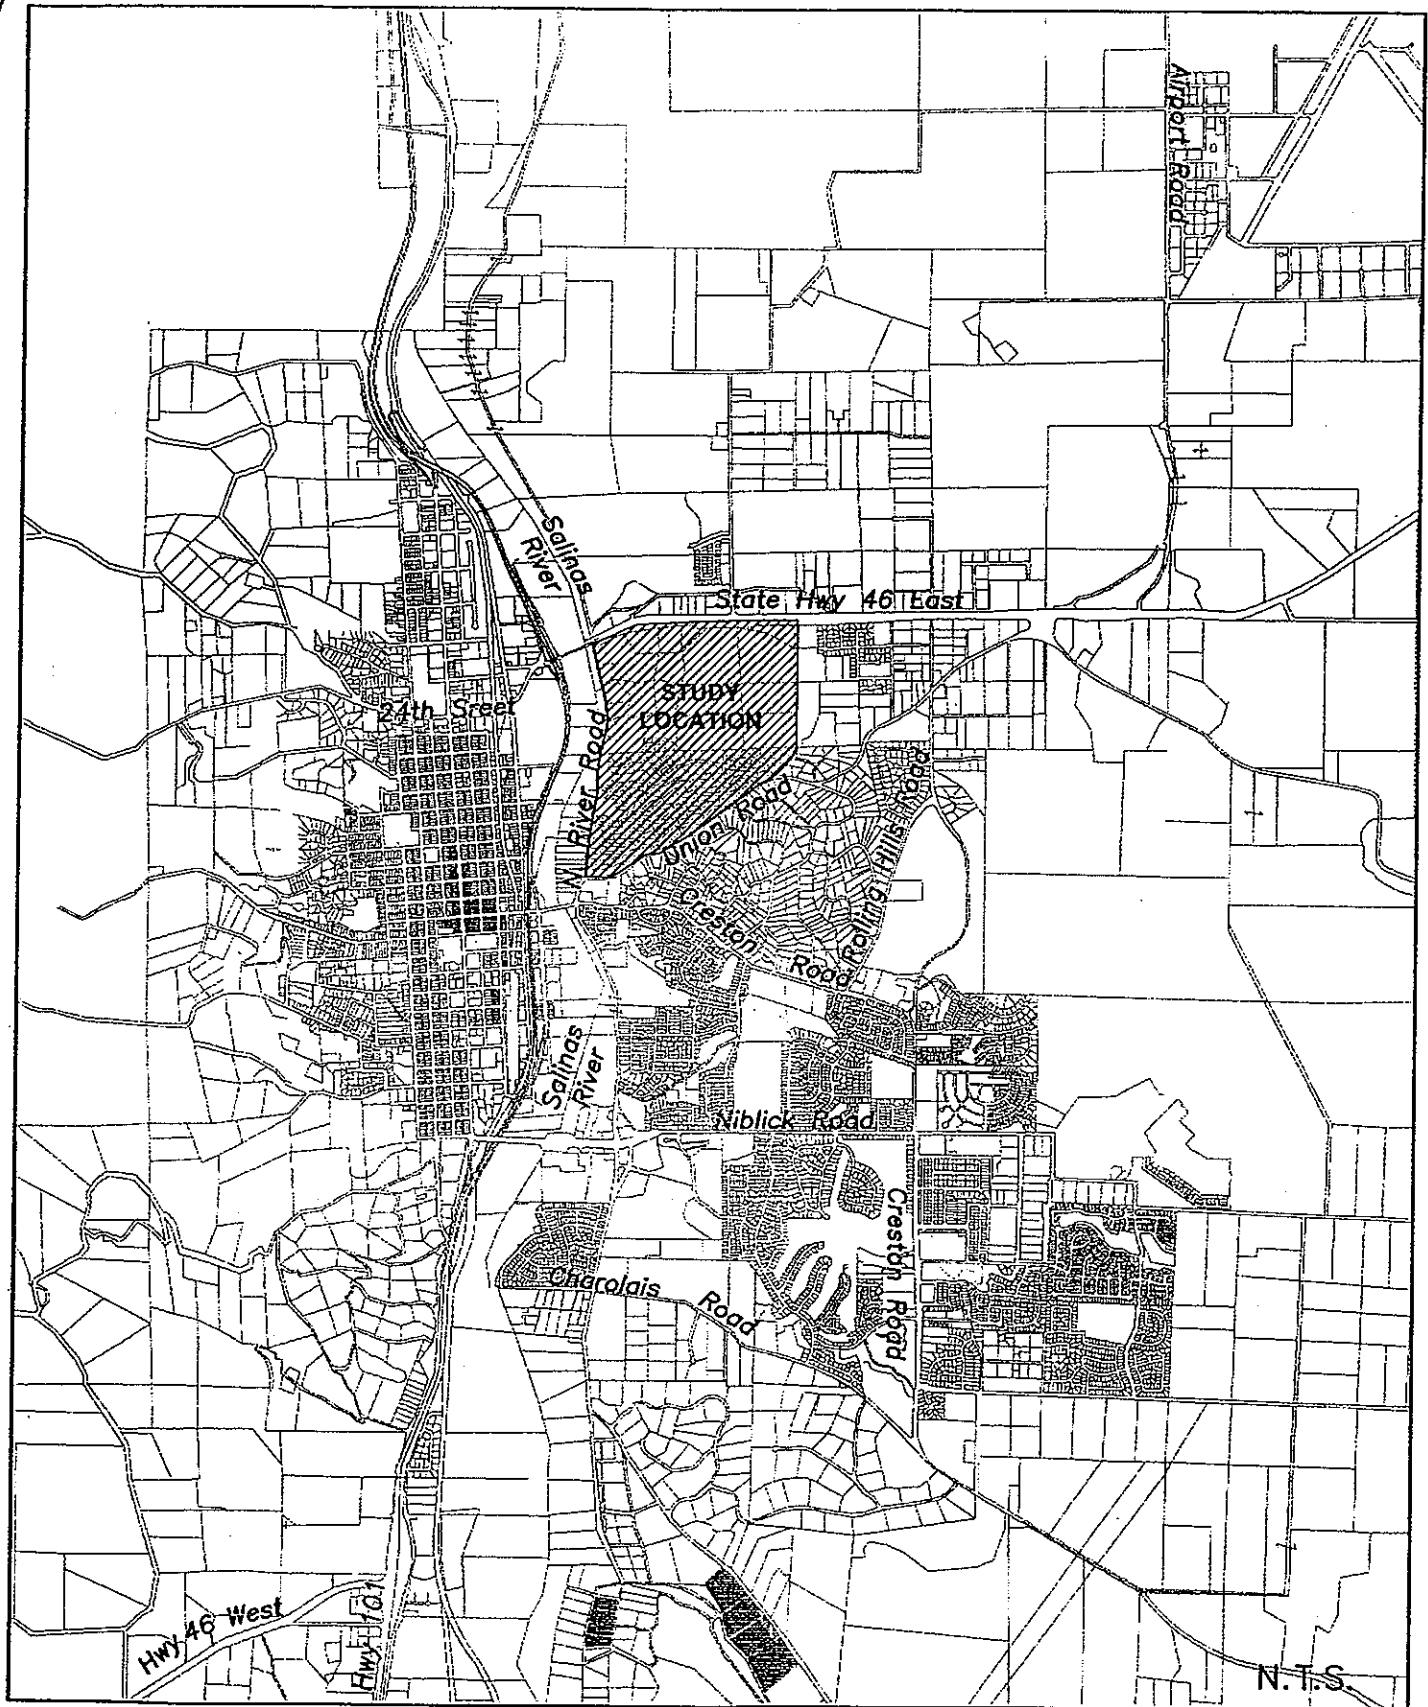 Airport Road
Salinas
River
State Hwy 46 East
STUDY
LOCATION
24th Sreet
N River Road
Union Road
Rolling Hills Road
Creston
Road
Salinas
River
Niblick Road
Creston Road
Charolais
Road
Hwy 46 West
Hwy 101
N.T.S.